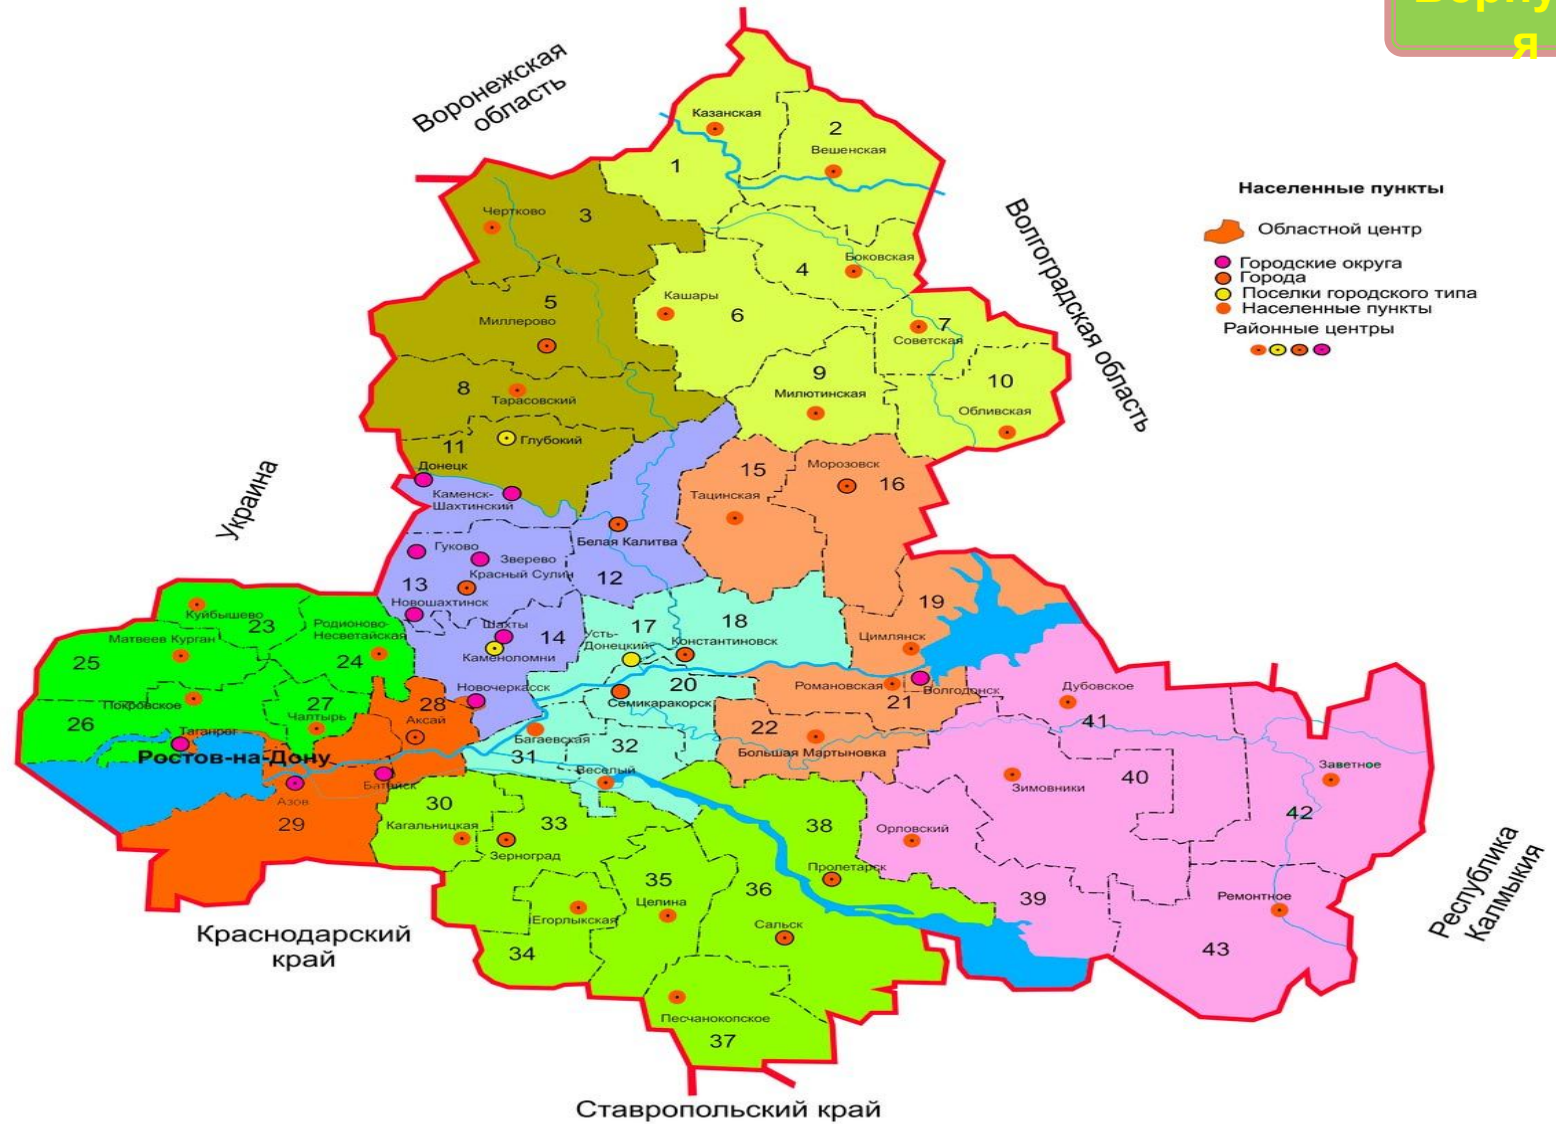 Верну
я
Воронежская
область
Казанская
2
Вешенская
1
Населенные пункты
Чертково
3
Волгоградская область
Областной центр
4
Боковская
Городские округа
Города
Поселки городского типа
Населенные пункты
Районные центры
5
Миллерово
Кашары
6
7
Советская
8
Тарасовский
9
Милютинская
10
Обливская
11
Глубокий
Донецк
Каменск-
Шахтинский
15
Тацинская
Морозовск
16
Украина
Белая Калитва
12
Гуково
Зверево
Красный Сулин
13
Новошахтинск
Шахты
14
Каменоломни
Усть-
Донецкий
17
18
Константиновск
19
Цимлянск
Куйбышево
23
Родионово-
Несветайская
Матвеев Курган
25
24
Новочеркасск
20
Семикаракорск
Романовская
21
Волгодонск
Дубовское
41
Покровское
26
27
Чалтырь
28
Аксай
Таганрог
Ростов-на-Дону
Багаевская
31
32
22
Большая Мартыновка
Веселый
Батайск
Азов
29
Зимовники
40
Заветное
42
30
Кагальницкая
33
Зерноград
38
Орловский
Пролетарск
35
Целина
36
39
Ремонтное
Егорлыкская
34
Сальск
43
Республика
Калмыкия
Краснодарский
край
Песчанокопское
37
Ставропольский край